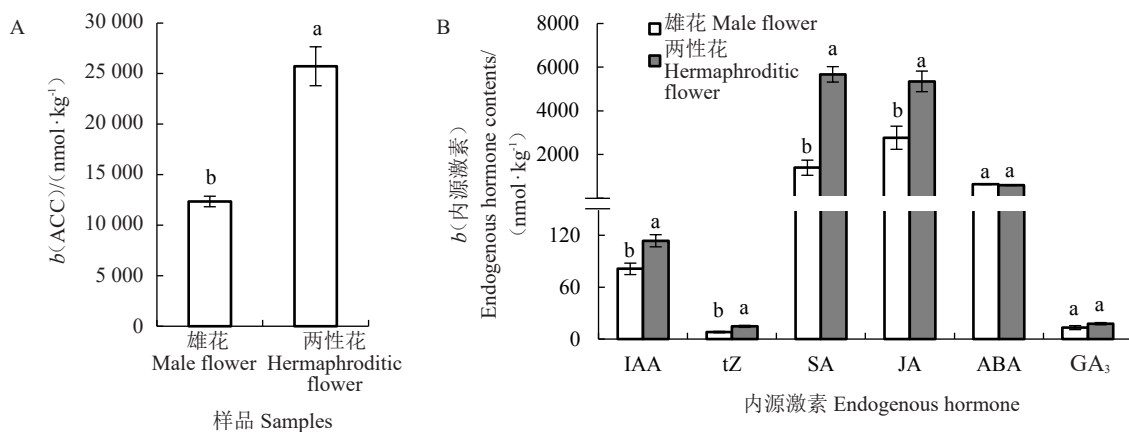 A
b(ACC)/(nmol·kg⁻¹)
30 000
25 000
20 000
15 000
10 000
5 000
0
b
a
雄花
Male flower
两性花
Hermaphroditic
flower
样品 Samples
B
b(内源激素)
Endogenous hormone contents/
(nmol·kg⁻¹)
雄花 Male flower
两性花
Hermaphroditic
flower
8000
6000
4000
2000
120
60
0
b a
b a
b a
b a
a a
a a
IAA tZ SA JA ABA GA₃
内源激素 Endogenous hormone